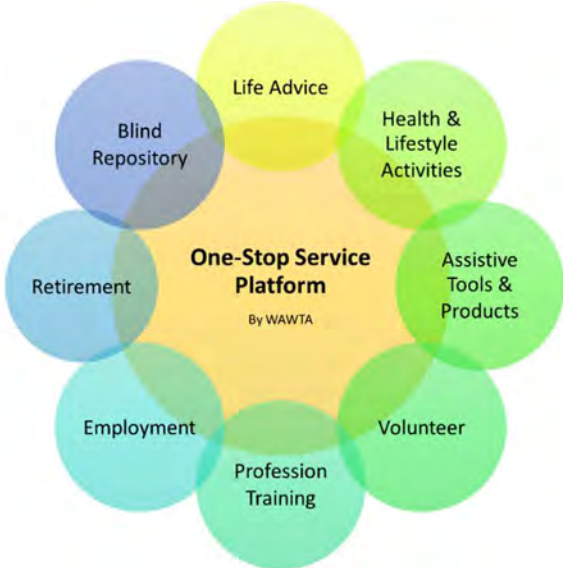 Life Advice
Health &
Lifestyle
Activities
Assistive
Tools &
Products
Volunteer
Profession
Training
Employment
Retirement
Blind
Repository
One-Stop Service
Platform
By WAWTA